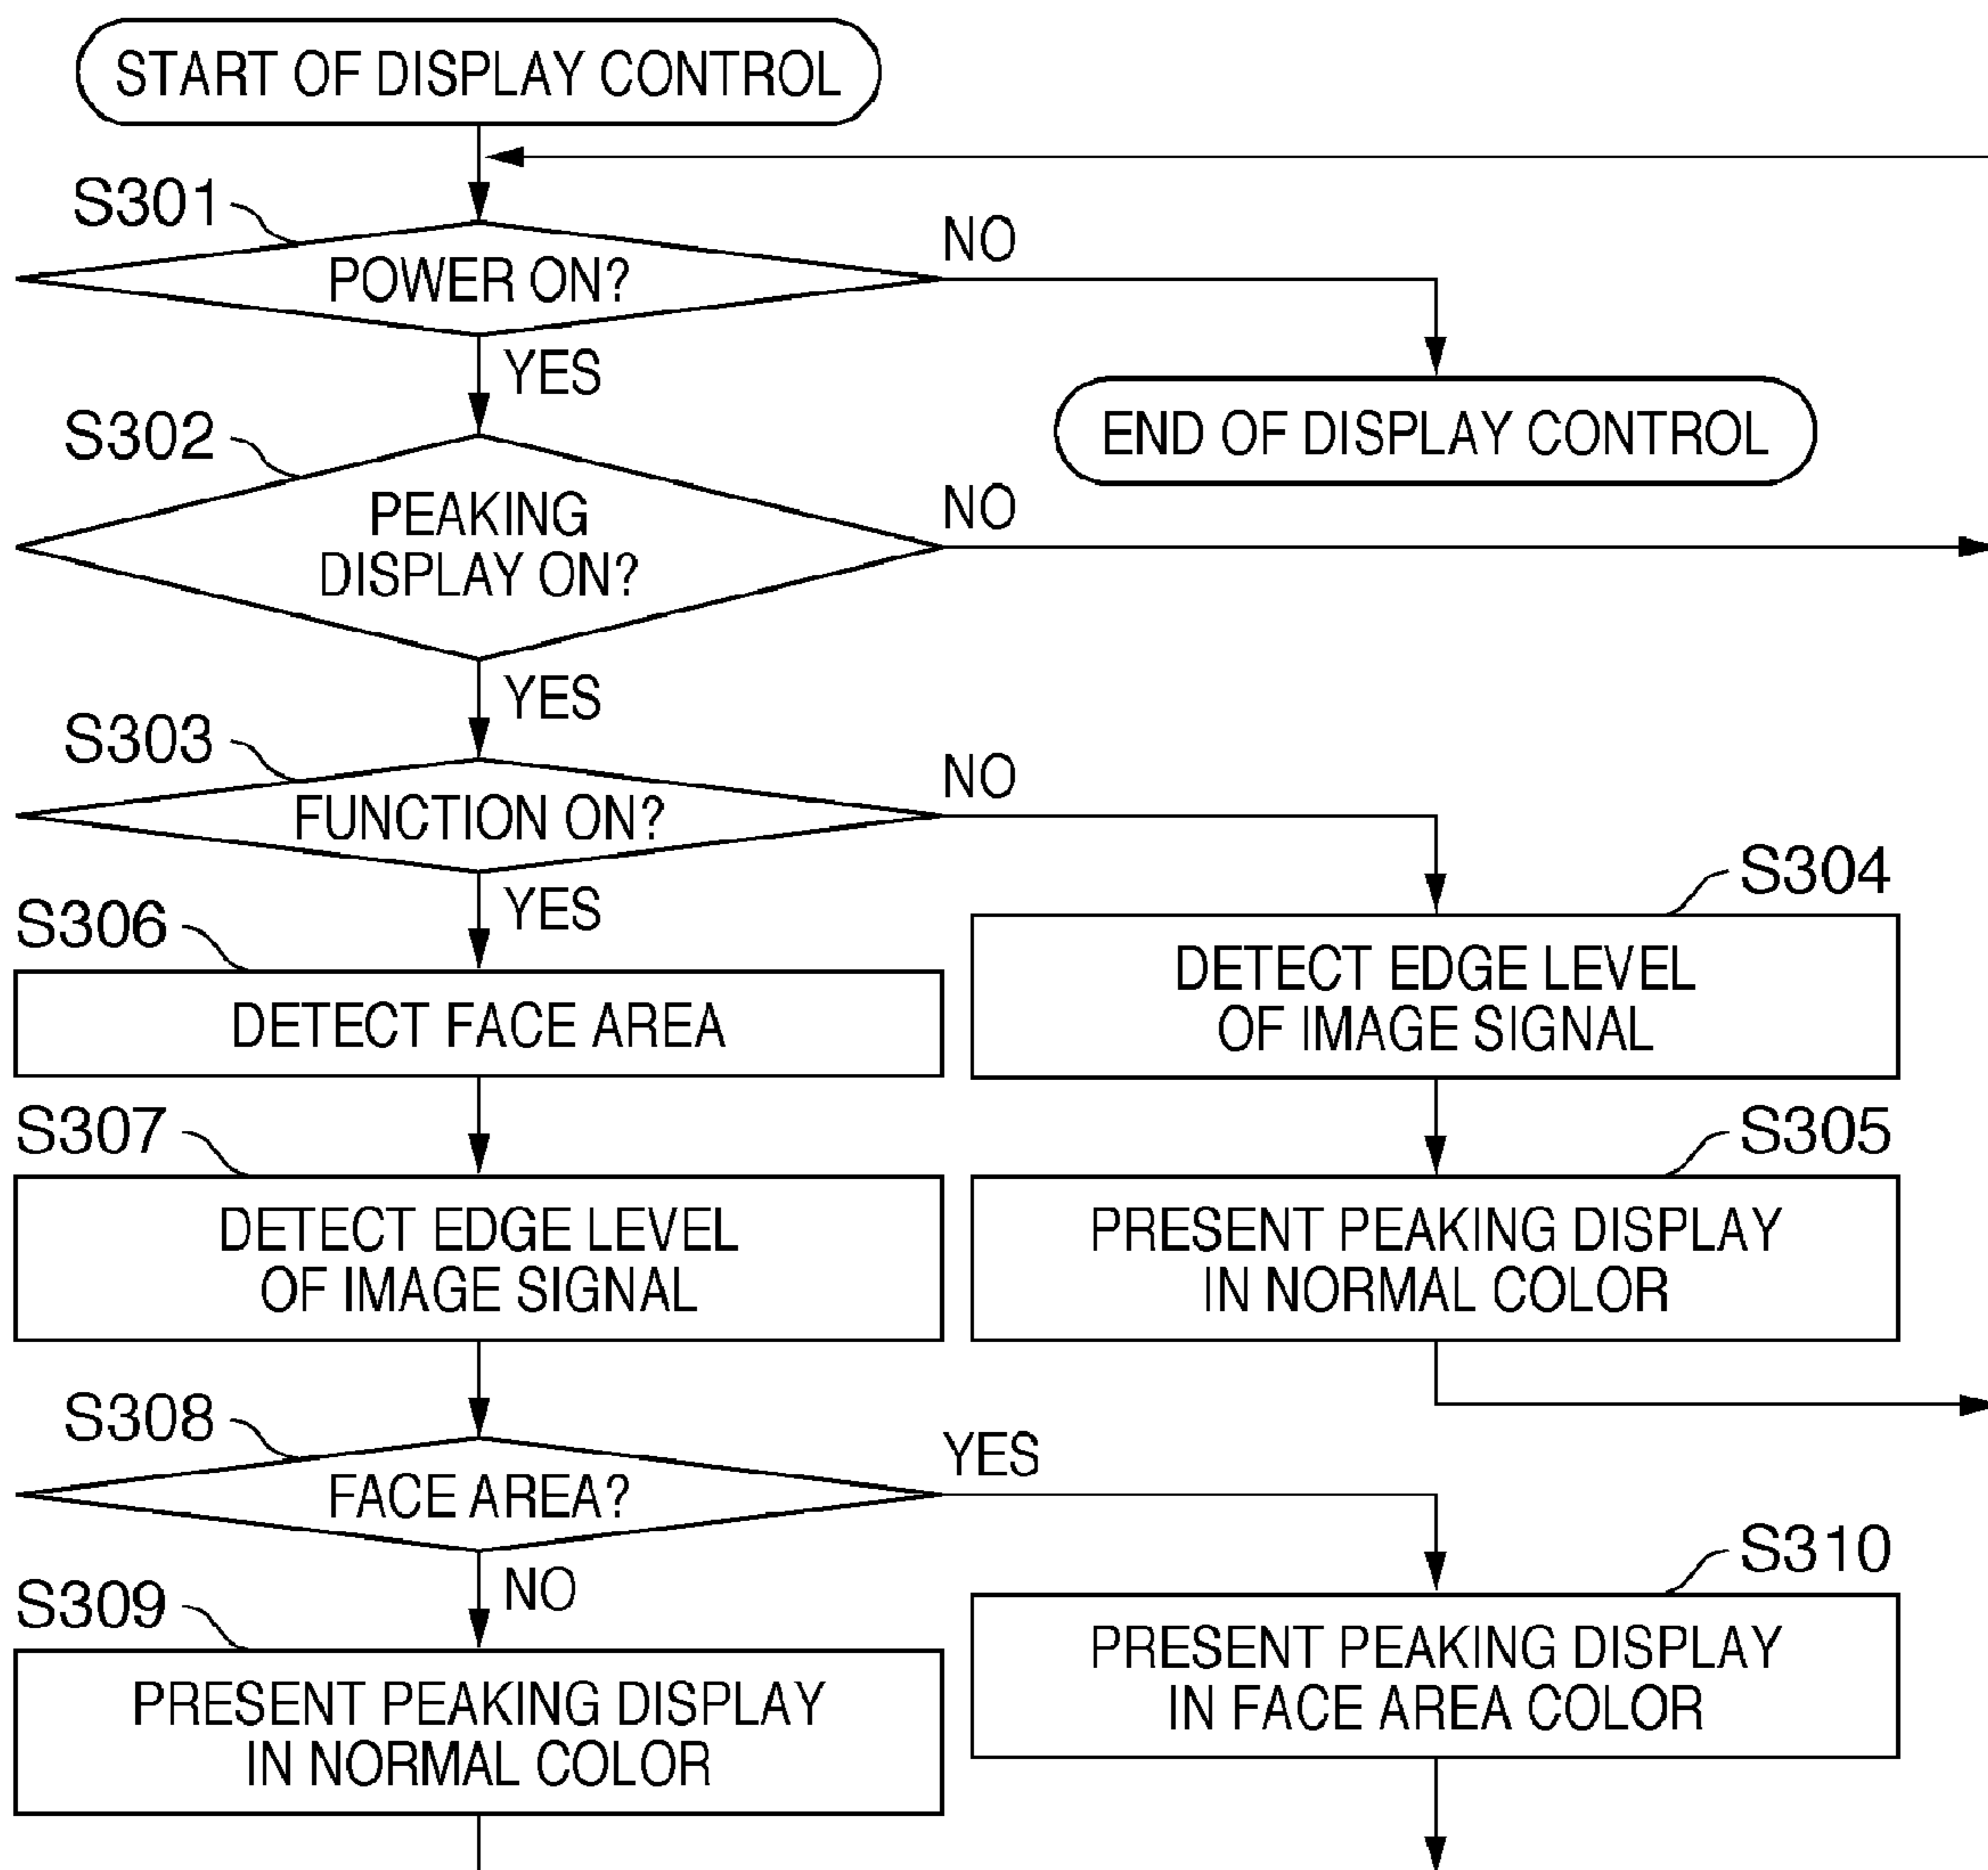 START OF DISPLAY CONTROL
S301
POWER ON?
NO
YES
END OF DISPLAY CONTROL
S302
PEAKING
DISPLAY ON?
NO
YES
S303
FUNCTION ON?
NO
YES
S304
DETECT EDGE LEVEL
OF IMAGE SIGNAL
S306
DETECT FACE AREA
S305
PRESENT PEAKING DISPLAY
IN NORMAL COLOR
S307
DETECT EDGE LEVEL
OF IMAGE SIGNAL
S308
FACE AREA?
YES
NO
S310
PRESENT PEAKING DISPLAY
IN FACE AREA COLOR
S309
PRESENT PEAKING DISPLAY
IN NORMAL COLOR